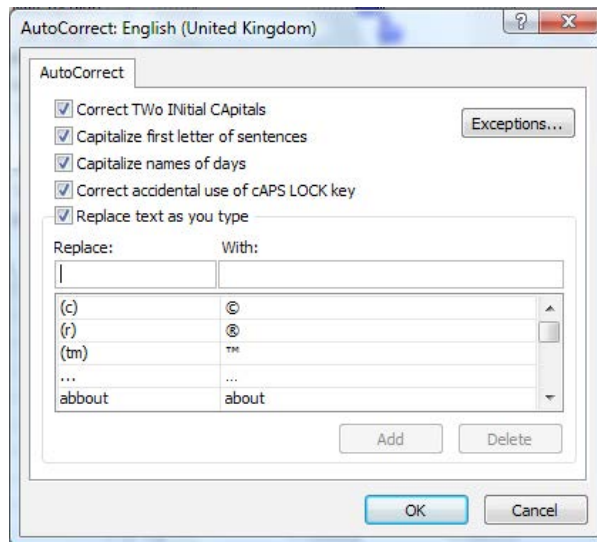 AutoCorrect: English (United Kingdom)
AutoCorrect
Correct TWo INitial CApitals
Exceptions...
Capitalize first letter of sentences
Capitalize names of days
Correct accidental use of cAPS LOCK key
Replace text as you type
Replace: With:
(c) ©
(r) ®
(tm) ™
... ...
abbout about
Add Delete
OK Cancel